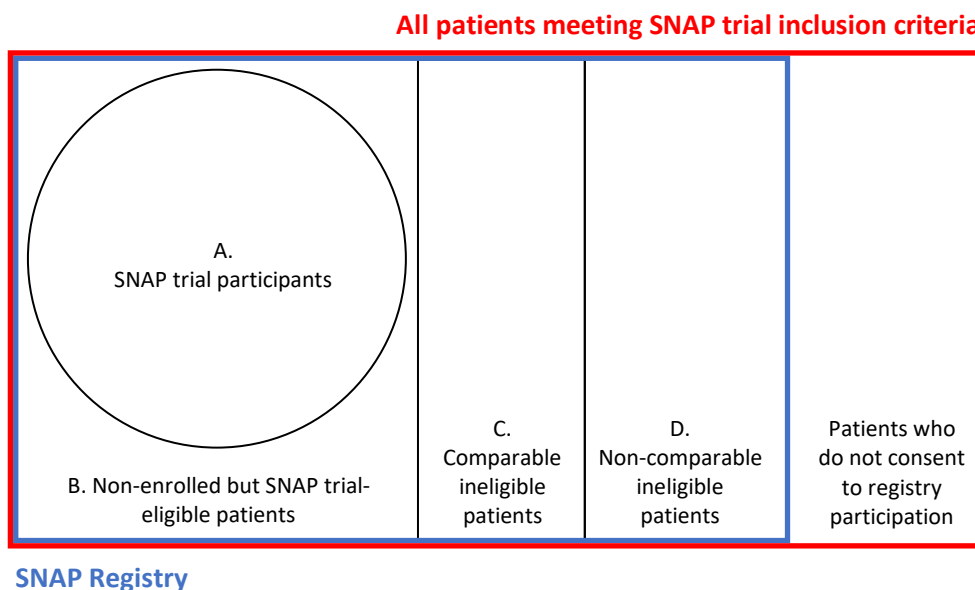 All patients meeting SNAP trial inclusion criteria
A.
SNAP trial participants
B. Non-enrolled but SNAP trial-
eligible patients
C.
Comparable
ineligible
patients
D.
Non-comparable
ineligible
patients
Patients who
do not consent
to registry
participation
SNAP Registry